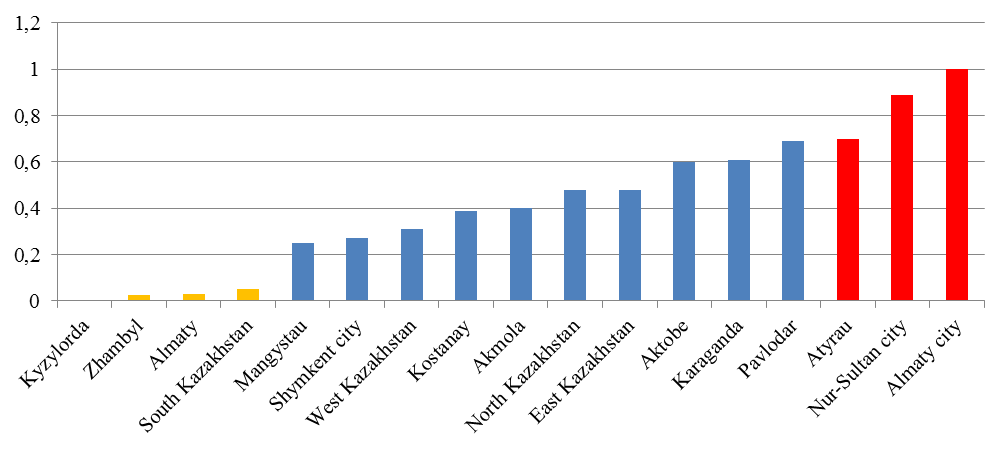 1,2
1
0,8
0,6
0,4
0,2
0
Kyzylorda
Zhambyl
Almaty
South Kazakhstan
Mangystau
Shymkent city
West Kazakhstan
Kostanay
Akmola
North Kazakhstan
East Kazakhstan
Aktobe
Karaganda
Pavlodar
Atyrau
Nur-Sultan city
Almaty city